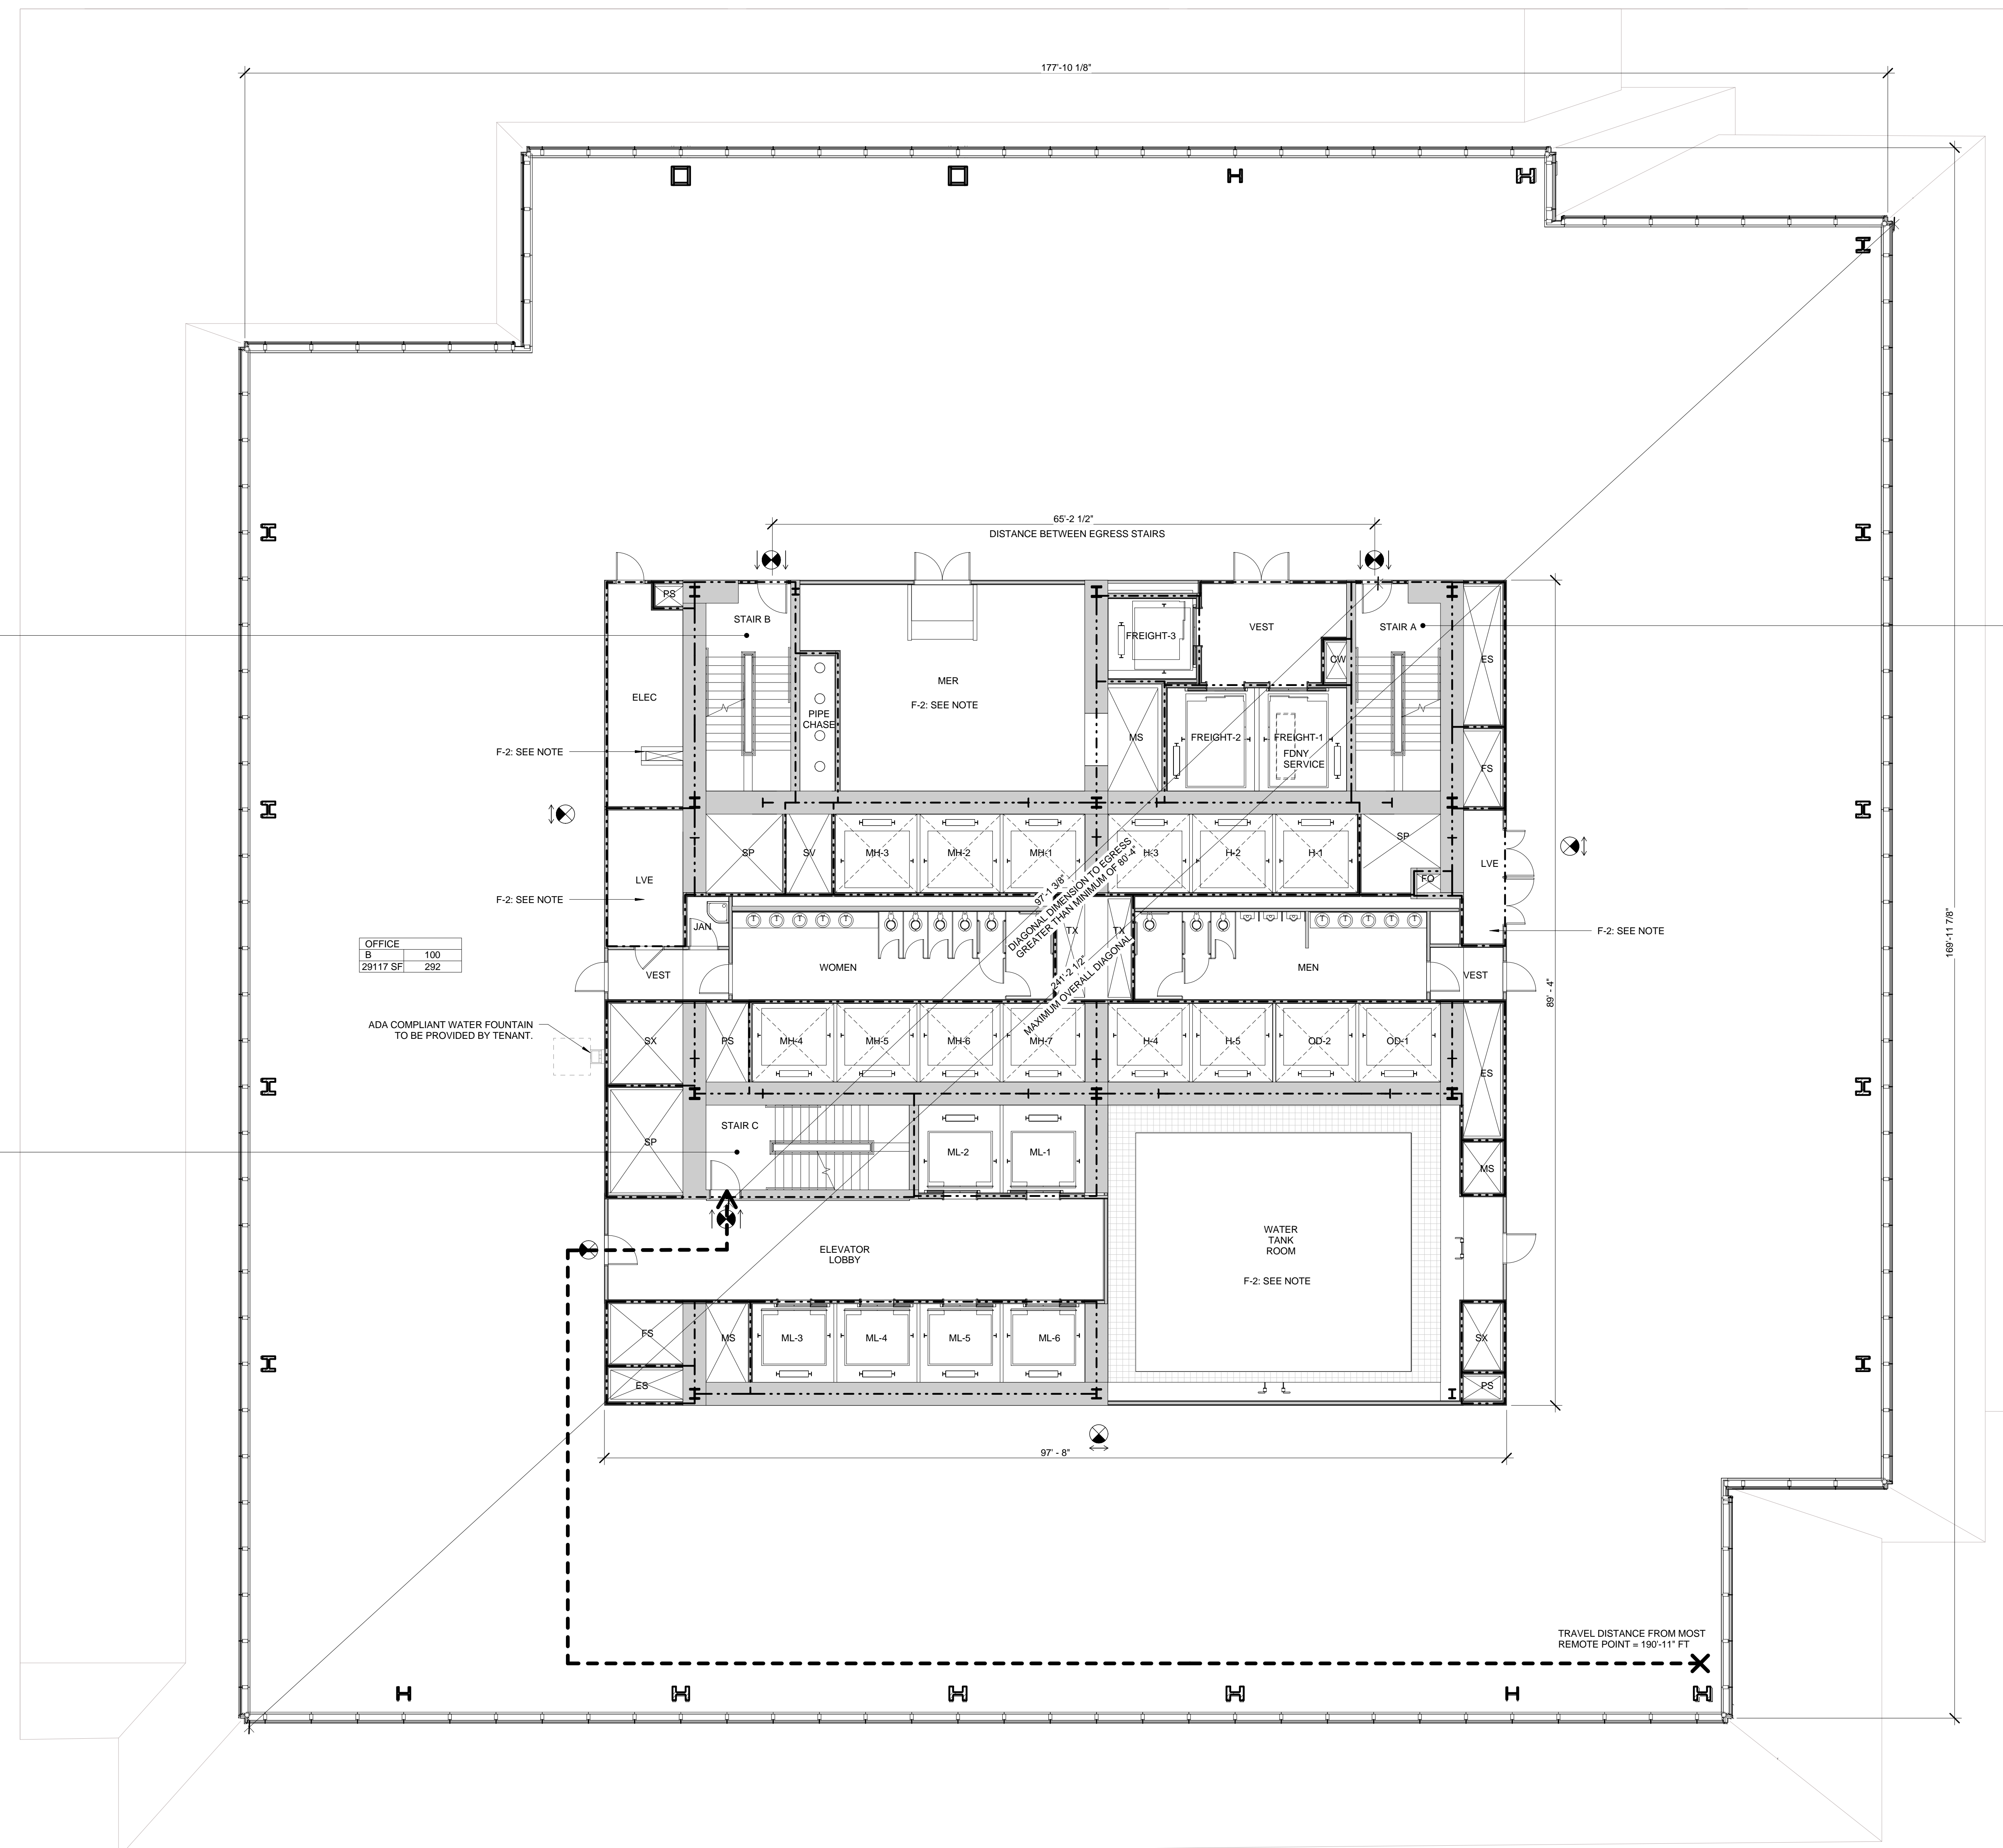 177'-10 1/8"
65'-2 1/2"
DISTANCE BETWEEN EGRESS STAIRS
PS
STAIR B
STAIR A
FREIGHT-3
VEST
CW
ES
ELEC
MER
F-2: SEE NOTE
PIPE
CHASE
MS
FREIGHT-2
FREIGHT-1
FDNY
SERVICE
F-2: SEE NOTE
FS
SP
SV
MH-3
MH-2
MH-1
H-3
H-2
H-1
SP
LVE
FO
LVE
F-2: SEE NOTE
97'-1 3/8"
DIAGONAL DIMENSION TO EGRESS
GREATER THAN MINIMUM OF 80'-4"
JAN
TX
TX
F-2: SEE NOTE
169'-11 7/8"
OFFICE
B 100
29117 SF 292
VEST
WOMEN
241'-2 1/2"
MAXIMUM OVERALL DIAGONAL
MEN
VEST
89' - 4"
ADA COMPLIANT WATER FOUNTAIN
TO BE PROVIDED BY TENANT.
SX
PS
MH-4
MH-5
MH-6
MH-7
H-4
H-5
OD-2
OD-1
ES
SP
STAIR C
ML-2
ML-1
MS
ELEVATOR
LOBBY
WATER
TANK
ROOM
F-2: SEE NOTE
FS
MS
ML-3
ML-4
ML-5
ML-6
SX
ES
PS
97' - 8"
TRAVEL DISTANCE FROM MOST
REMOTE POINT = 190'-11" FT